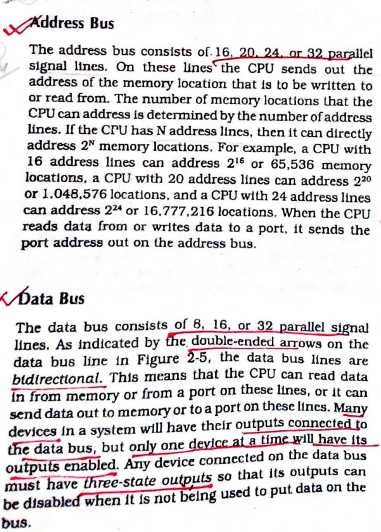 Address Bus
The address bus consists of 16, 20, 24, or 32 parallel
signal lines. On these lines the CPU sends out the
address of the memory location that is to be written to
or read from. The number of memory locations that the
CPU can address is determined by the number of address
lines. If the CPU has N address lines, then it can directly
address 2ᴺ memory locations. For example, a CPU with
16 address lines can address 2¹⁶ or 65,536 memory
locations, a CPU with 20 address lines can address 2²⁰
or 1,048,576 locations, and a CPU with 24 address lines
can address 2²⁴ or 16,777,216 locations. When the CPU
reads data from or writes data to a port, it sends the
port address out on the address bus.
Data Bus
The data bus consists of 8, 16, or 32 parallel signal
lines. As indicated by the double-ended arrows on the
data bus line in Figure 2-5, the data bus lines are
bidirectional. This means that the CPU can read data
in from memory or from a port on these lines, or it can
send data out to memory or to a port on these lines. Many
devices in a system will have their outputs connected to
the data bus, but only one device at a time will have its
outputs enabled. Any device connected on the data bus
must have three-state outputs so that its outputs can
be disabled when it is not being used to put data on the
bus.